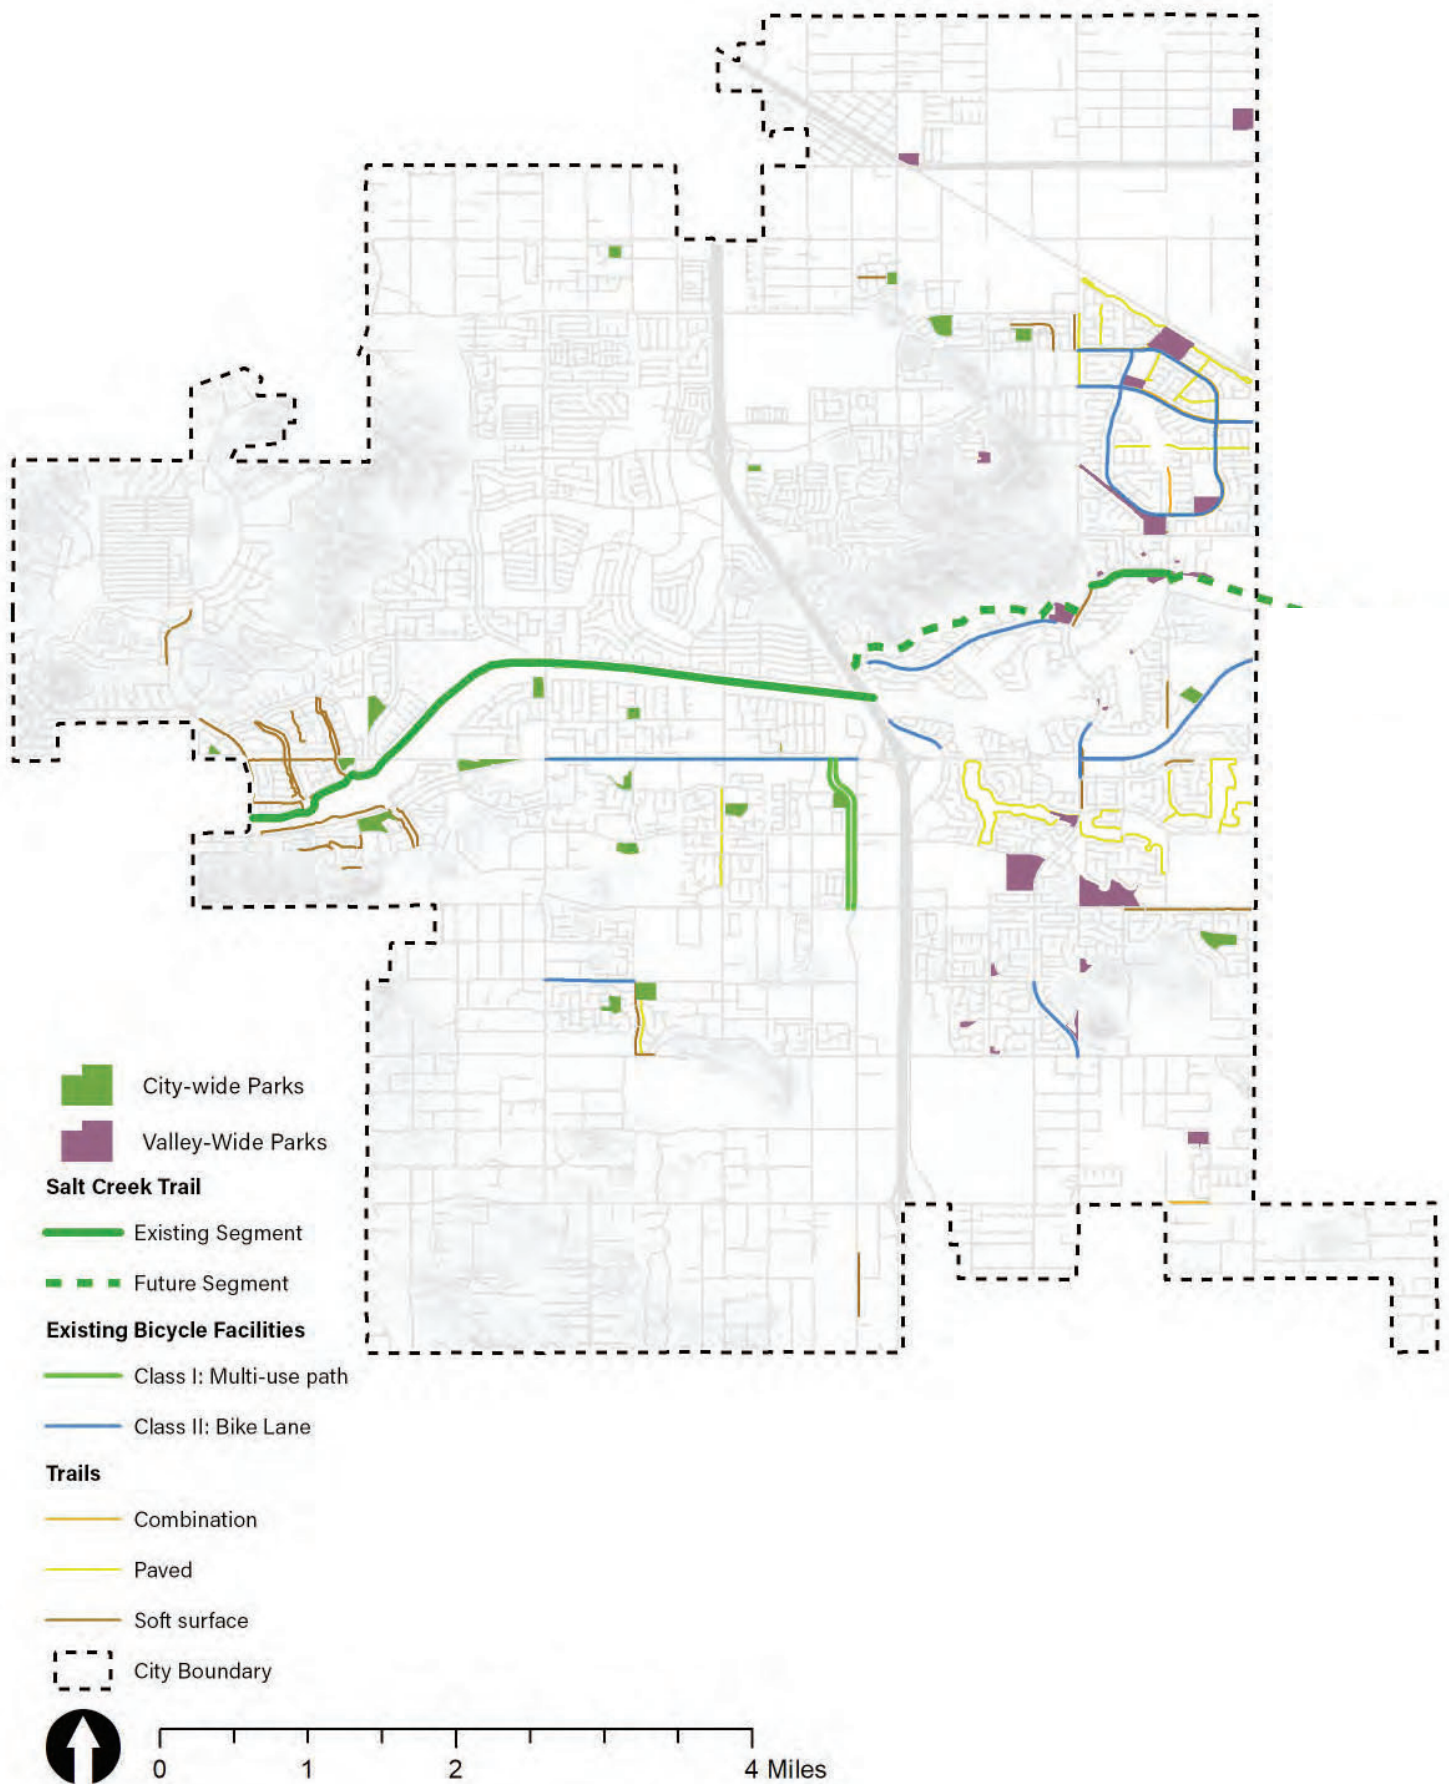 City-wide Parks
Valley-Wide Parks
Salt Creek Trail
Existing Segment
Future Segment
Existing Bicycle Facilities
Class I: Multi-use path
Class II: Bike Lane
Trails
Combination
Paved
Soft surface
City Boundary
0 1 2 4 Miles